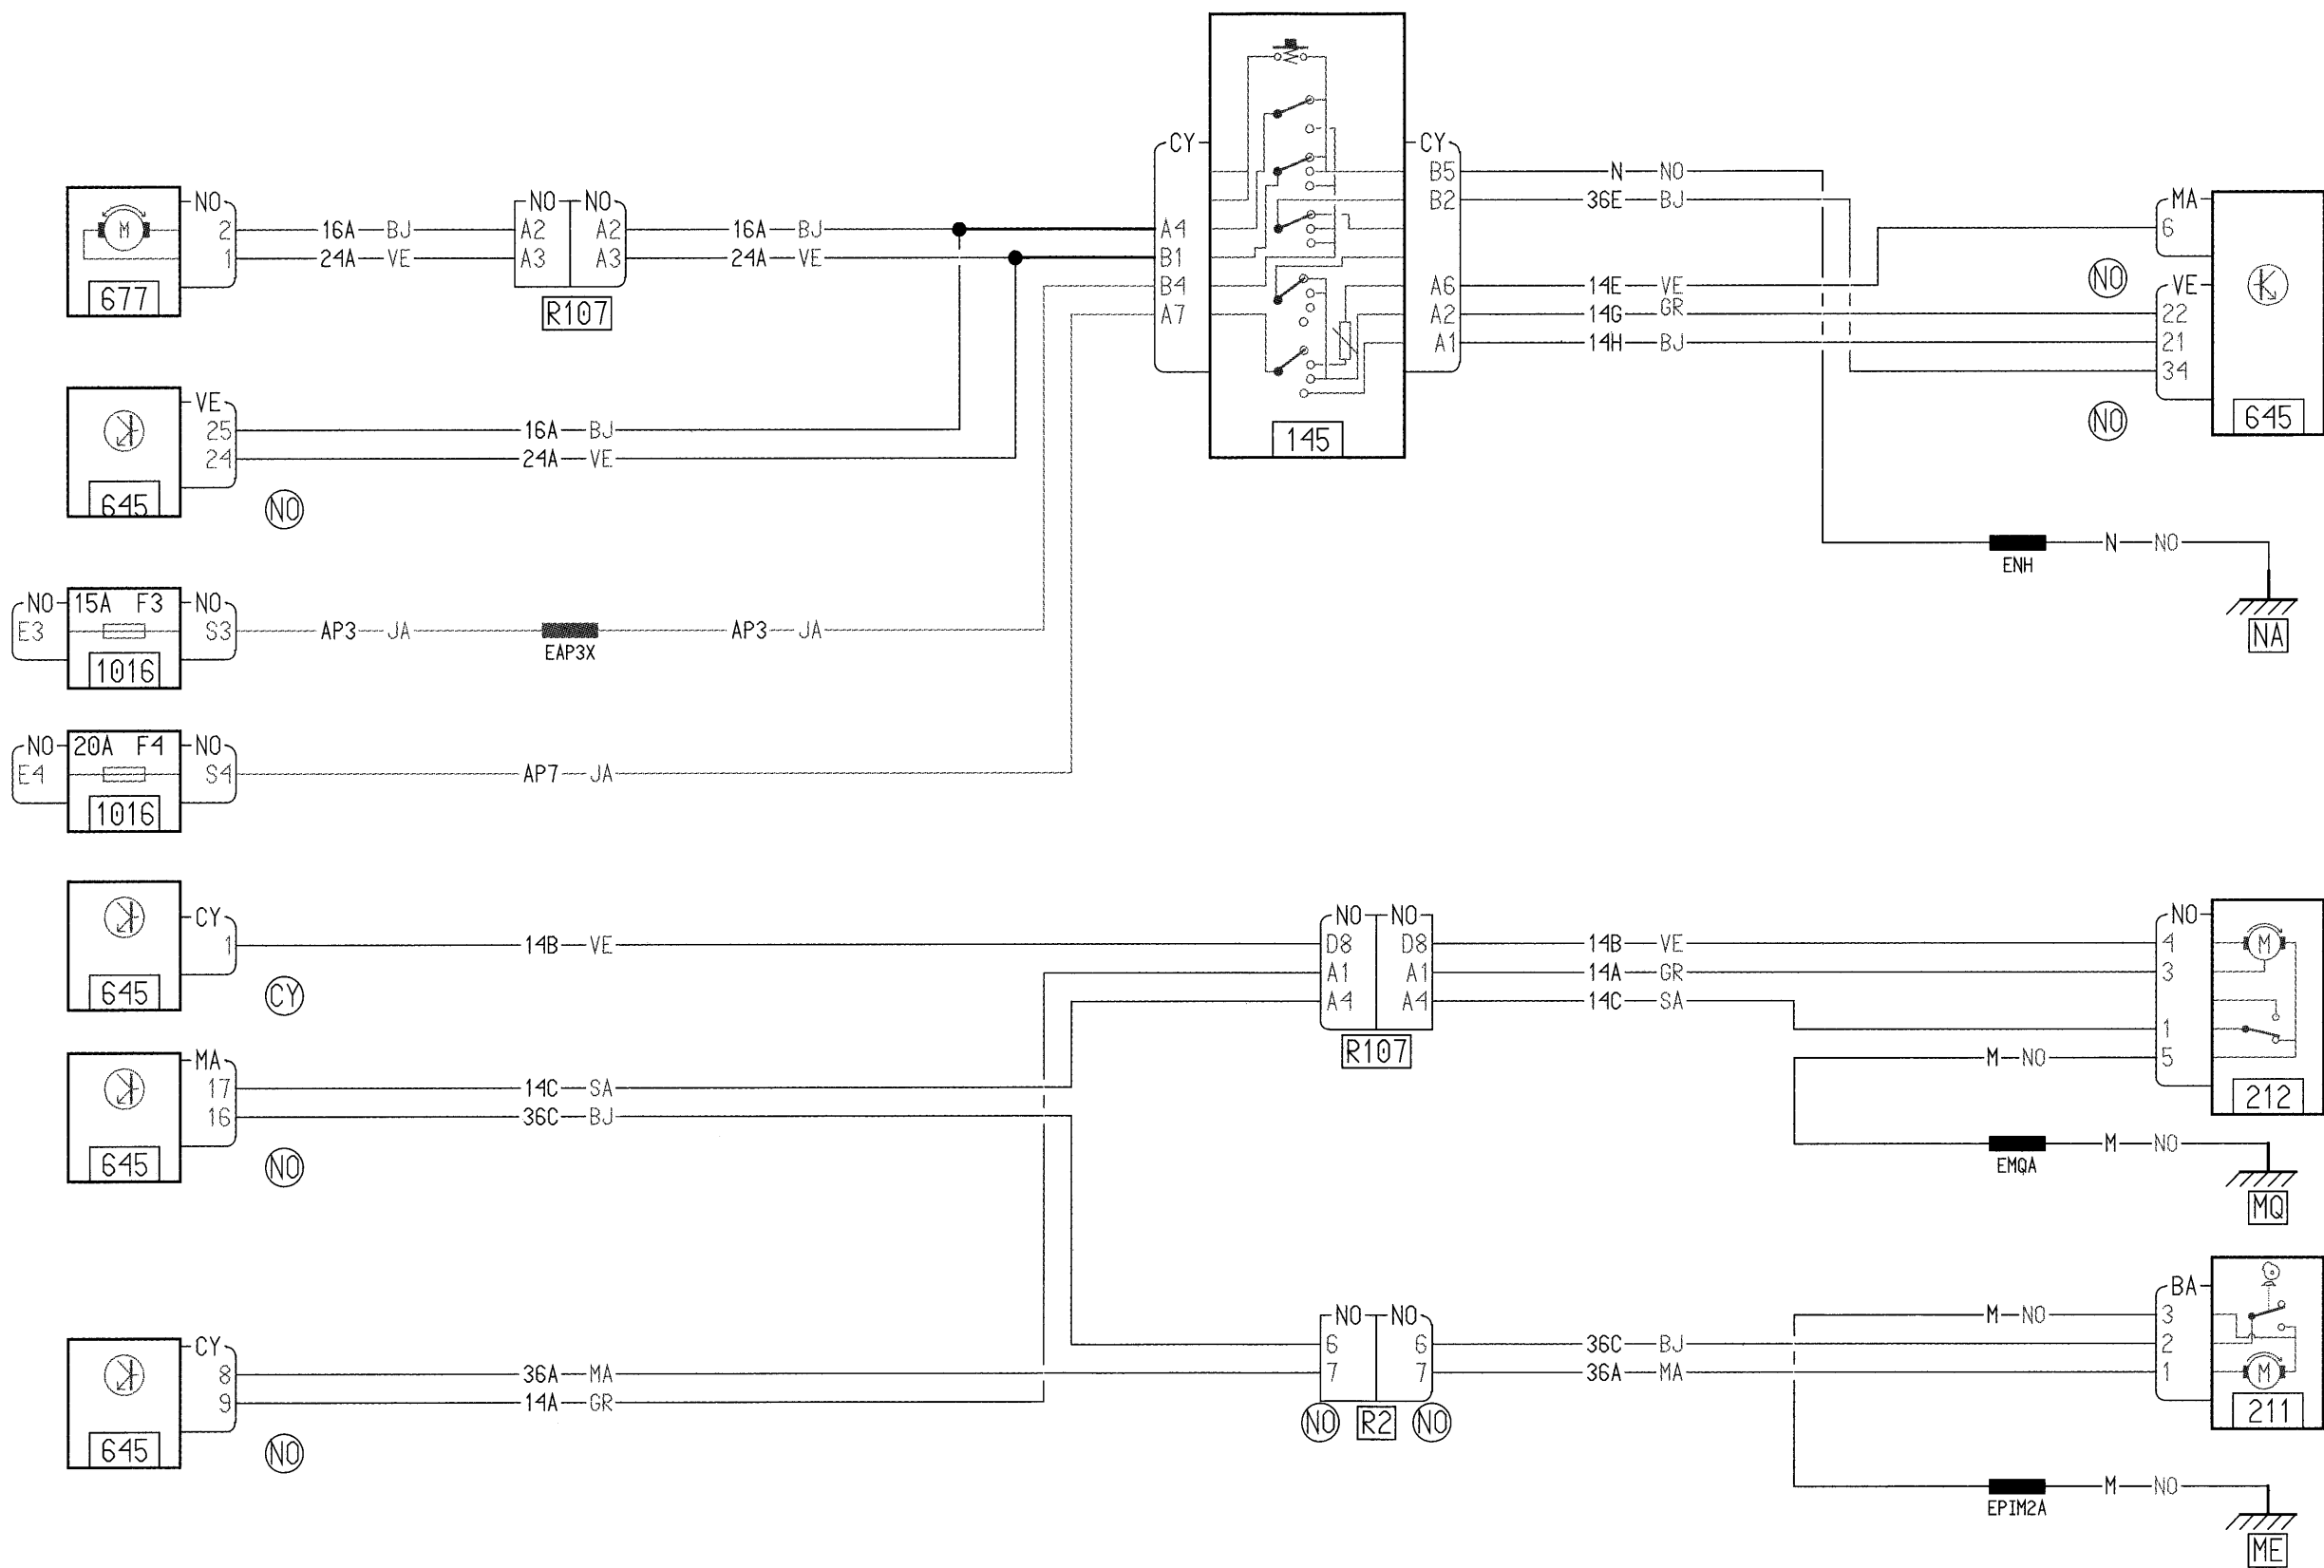 CY CY
B5 N NO
B2 36E BJ
MA
6
NO NO NO
2 16A BJ A2 A2 16A BJ A4
1 24A VE A3 A3 24A VE B1
M
677
R107
B4 A6 14E VE
A7 A2 14G GR 22
A1 14H BJ 21
34
NO
VE
NO
645
145
VE
25 16A BJ
24 24A VE
645
NO
ENH N NO
NA
NO 15A F3 NO
E3 S3 AP3 JA AP3 JA
EAP3X
1016
NO 20A F4 NO
E4 S4 AP7 JA
1016
CY
1 14B VE
645
CY
NO NO NO
D8 D8 14B VE 4
A1 A1 14A GR 3
A4 A4 14C SA
1
M NO 5
M
R107
212
MA
17 14C SA
16 36C BJ
645
NO
EMQA M NO
MQ
NO NO BA
M NO 3
6 6 36C BJ 2
7 7 36A MA 1
M
NO R2 NO
211
CY
8 36A MA
9 14A GR
645
NO
EPIM2A M NO
ME